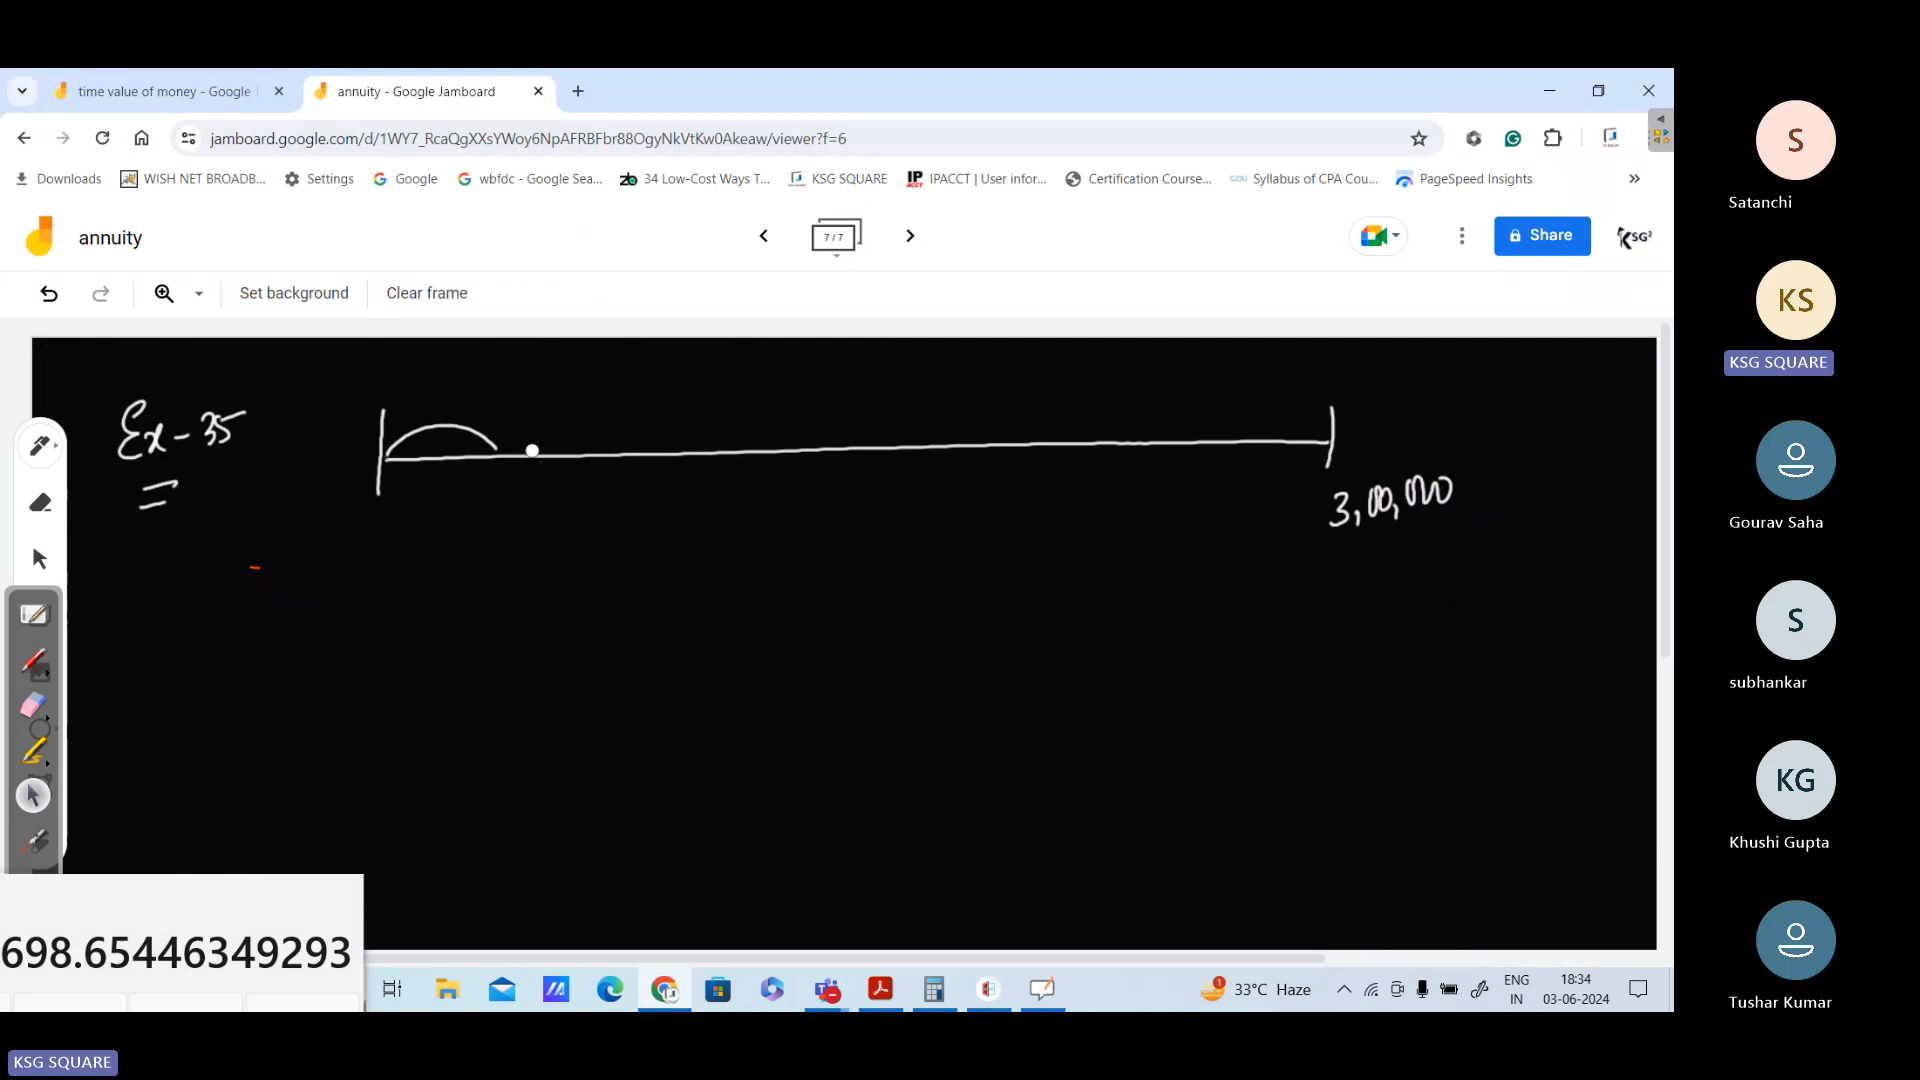 time value of money - Google J
annuity - Google Jamboard
jamboard.google.com/d/1WY7_RcaQgXXsYWoy6NpAFRBFbr88OgyNkVtKw0Akeaw/viewer?f=6
Downloads
WISH NET BROADB...
Settings
Google
wbfdc - Google Sea...
34 Low-Cost Ways T...
KSG SQUARE
IPACCT | User infor...
Certification Course...
Syllabus of CPA Cou...
PageSpeed Insights
annuity
7 / 7
Share
KSG²
Set background
Clear frame
Ex - 35
3,00,000
698.65446349293
33°C Haze
ENG
IN
18:34
03-06-2024
S
Satanchi
KS
KSG SQUARE
Gourav Saha
S
subhankar
KG
Khushi Gupta
Tushar Kumar
KSG SQUARE